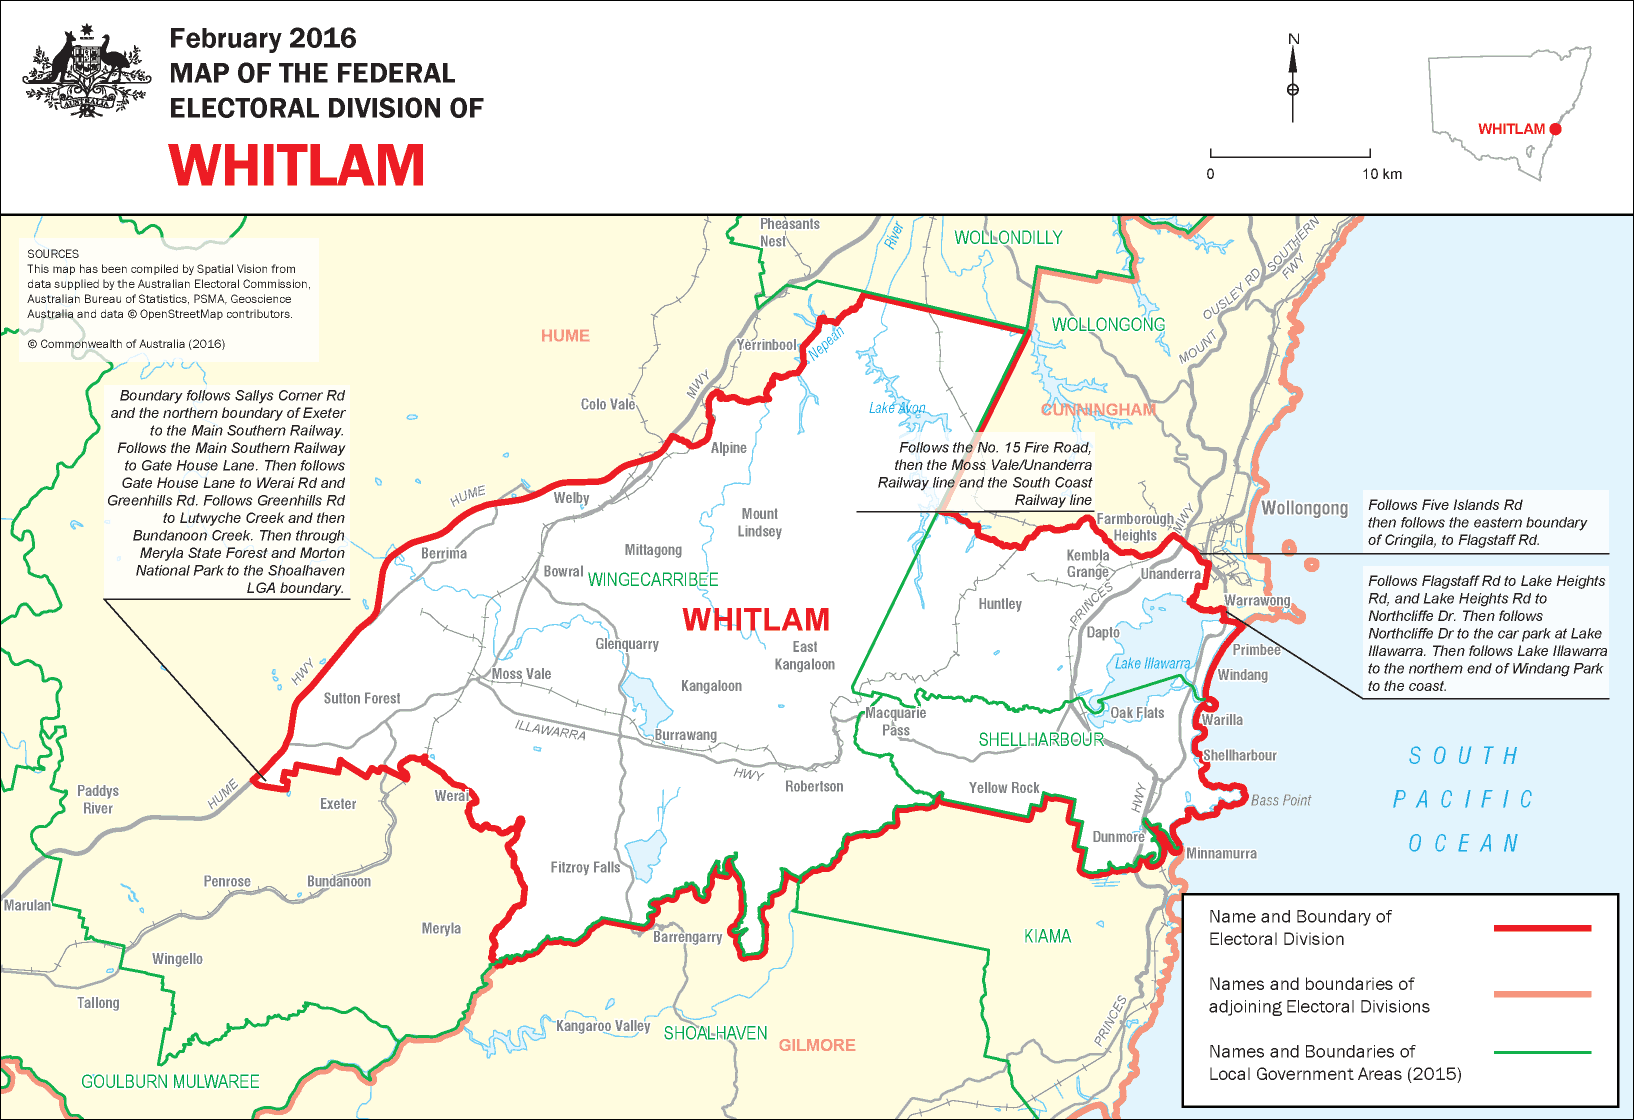 February 2016
MAP OF THE FEDERAL
ELECTORAL DIVISION OF
WHITLAM
AUSTRALIA
N
0
10 km
WHITLAM
SOURCES
This map has been compiled by Spatial Vision from
data supplied by the Australian Electoral Commission,
Australian Bureau of Statistics, PSMA, Geoscience
Australia and data © OpenStreetMap contributors.
© Commonwealth of Australia (2016)
Boundary follows Sallys Corner Rd
and the northern boundary of Exeter
to the Main Southern Railway.
Follows the Main Southern Railway
to Gate House Lane. Then follows
Gate House Lane to Werai Rd and
Greenhills Rd. Follows Greenhills Rd
to Lutwyche Creek and then
Bundanoon Creek. Then through
Meryla State Forest and Morton
National Park to the Shoalhaven
LGA boundary.
Pheasants
Nest
River
WOLLONDILLY
SOUTHERN
FWY
MOUNT OUSLEY RD
WOLLONGONG
HUME
Yerrinbool
Nepean
MWY
Colo Vale
Lake Avon
CUNNINGHAM
Alpine
Follows the No. 15 Fire Road,
then the Moss Vale/Unanderra
Railway line and the South Coast
Railway line
HUME
Welby
Mount
Lindsey
Wollongong
Farmborough
Heights
MWY
Follows Five Islands Rd
then follows the eastern boundary
of Cringila, to Flagstaff Rd.
Berrima
Mittagong
Kembla
Grange
Bowral
WINGECARRIBEE
Unanderra
Follows Flagstaff Rd to Lake Heights
Rd, and Lake Heights Rd to
Northcliffe Dr. Then follows
Northcliffe Dr to the car park at Lake
Illawarra. Then follows Lake Illawarra
to the northern end of Windang Park
to the coast.
WHITLAM
Huntley
PRINCES
Warrawong
Dapto
Glenquarry
East
Kangaloon
Primbee
Lake Illawarra
HWY
Moss Vale
Kangaloon
Windang
Sutton Forest
Macquarie
Pass
Oak Flats
Warilla
ILLAWARRA
Burrawang
SHELLHARBOUR
Shellharbour
SOUTH
PACIFIC
OCEAN
HWY
Robertson
Yellow Rock
HWY
Bass Point
HUME
Paddys
River
Exeter
Werai
Dunmore
Minnamurra
Fitzroy Falls
Penrose
Bundanoon
Marulan
Meryla
Barrengarry
KIAMA
Wingello
Tallong
PRINCES
Kangaroo Valley
SHOALHAVEN
GILMORE
GOULBURN MULWAREE
Name and Boundary of
Electoral Division
Names and boundaries of
adjoining Electoral Divisions
Names and Boundaries of
Local Government Areas (2015)